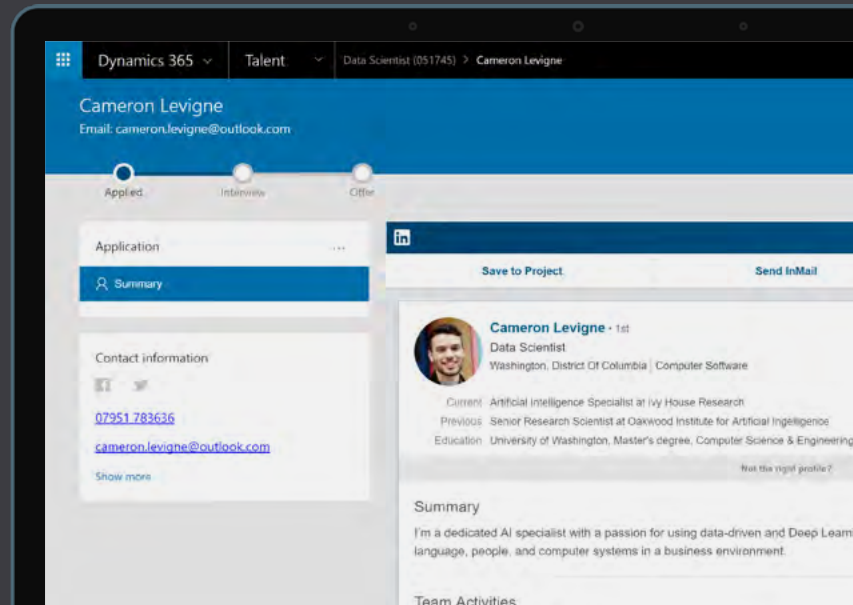 Dynamics 365 Talent Data Scientist (051745) > Cameron Levigne
Cameron Levigne
Email: cameron.levigne@outlook.com
Applied Interview Offer
Application ...
Summary
in
Save to Project Send InMail
Cameron Levigne · 1st
Data Scientist
Washington, District Of Columbia | Computer Software
Current Artificial Intelligence Specialist at Ivy House Research
Previous Senior Research Scientist at Oakwood Institute for Artificial Ingelligence
Education University of Washington, Master's degree, Computer Science & Engineering
Not the right profile?
Contact information
07951 783636
cameron.levigne@outlook.com
Show more
Summary
I'm a dedicated AI specialist with a passion for using data-driven and Deep Learn
language, people, and computer systems in a business environment.
Team Activities